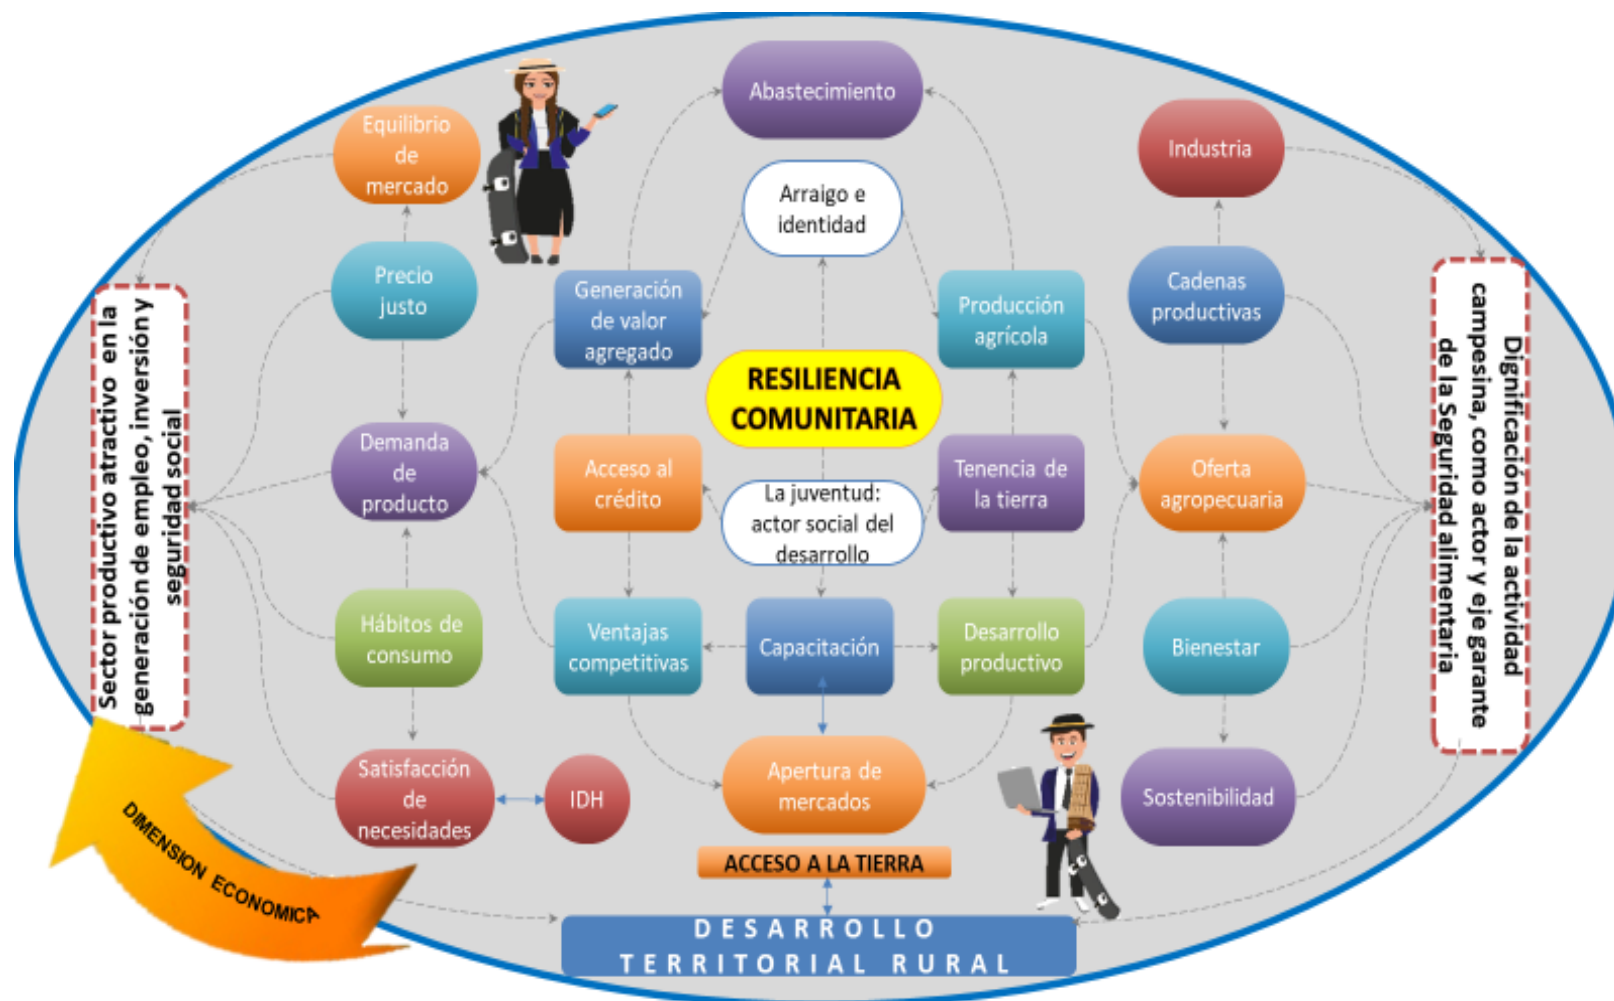 Abastecimiento
Equilibrio
de
mercado
Industria
Arraigo e
identidad
Precio
justo
Generación
de valor
agregado
Producción
agrícola
Cadenas
productivas
RESILIENCIA
COMUNITARIA
Sector productivo atractivo en la
generación de empleo, inversión y
seguridad social
Dignificación de la actividad
campesina, como actor y eje garante
de la Seguridad alimentaria
Demanda
de
producto
Acceso al
crédito
La juventud:
actor social del
desarrollo
Tenencia de
la tierra
Oferta
agropecuaria
Hábitos de
consumo
Ventajas
competitivas
Capacitación
Desarrollo
productivo
Bienestar
Satisfacción
de
necesidades
IDH
Apertura de
mercados
Sostenibilidad
DIMENSION ECONOMICA
ACCESO A LA TIERRA
DESARROLLO
TERRITORIAL RURAL